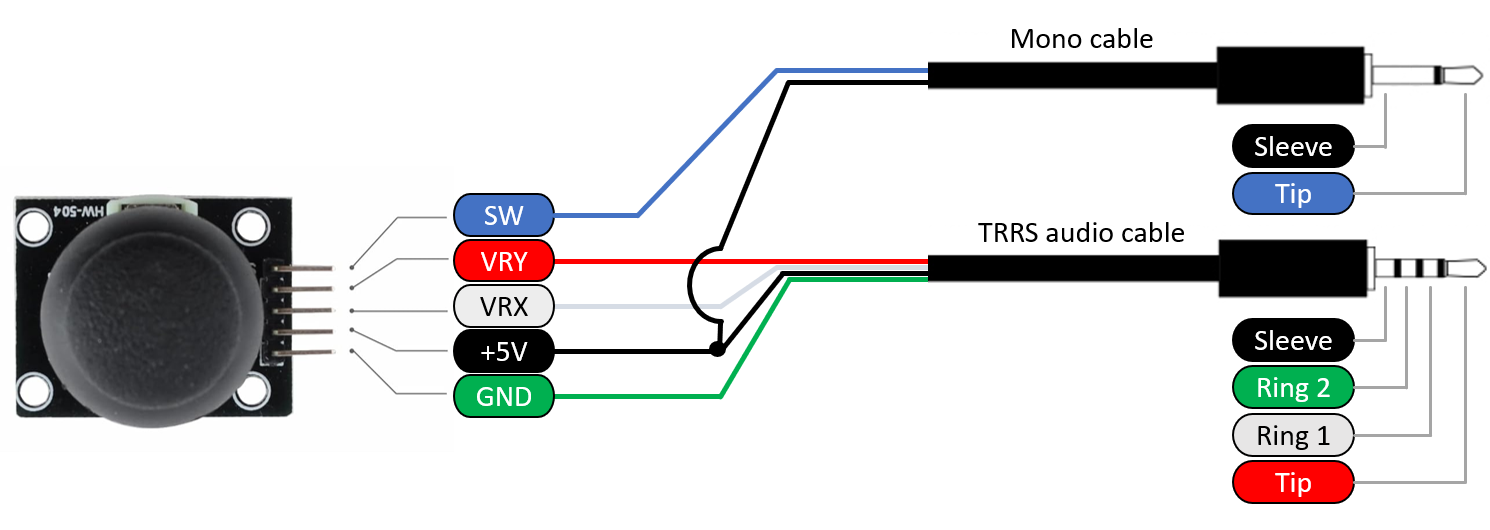 Mono cable
Sleeve
Tip
HW-504
SW
VRY
VRX
+5V
GND
TRRS audio cable
Sleeve
Ring 2
Ring 1
Tip